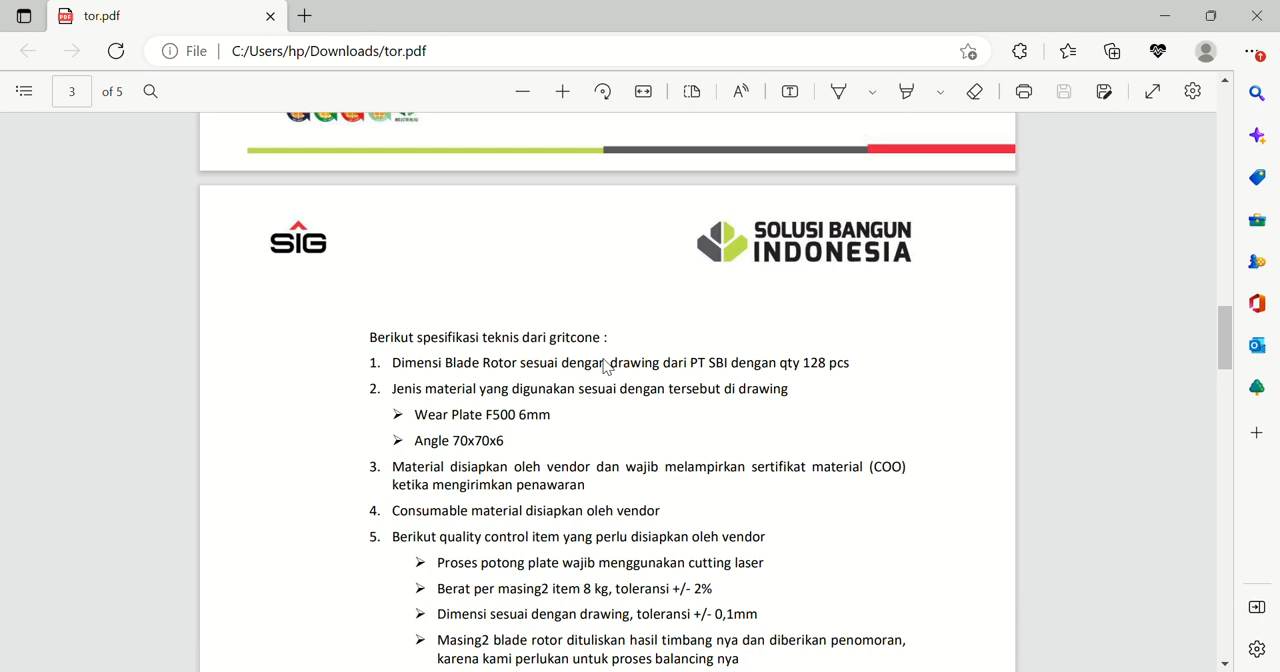 tor.pdf
File
C:/Users/hp/Downloads/tor.pdf
3 of 5
SIG
SOLUSI BANGUN
INDONESIA
Berikut spesifikasi teknis dari gritcone :
1. Dimensi Blade Rotor sesuai dengan drawing dari PT SBI dengan qty 128 pcs
2. Jenis material yang digunakan sesuai dengan tersebut di drawing
➢ Wear Plate F500 6mm
➢ Angle 70x70x6
3. Material disiapkan oleh vendor dan wajib melampirkan sertifikat material (COO)
ketika mengirimkan penawaran
4. Consumable material disiapkan oleh vendor
5. Berikut quality control item yang perlu disiapkan oleh vendor
➢ Proses potong plate wajib menggunakan cutting laser
➢ Berat per masing2 item 8 kg, toleransi +/- 2%
➢ Dimensi sesuai dengan drawing, toleransi +/- 0,1mm
➢ Masing2 blade rotor dituliskan hasil timbang nya dan diberikan penomoran,
karena kami perlukan untuk proses balancing nya